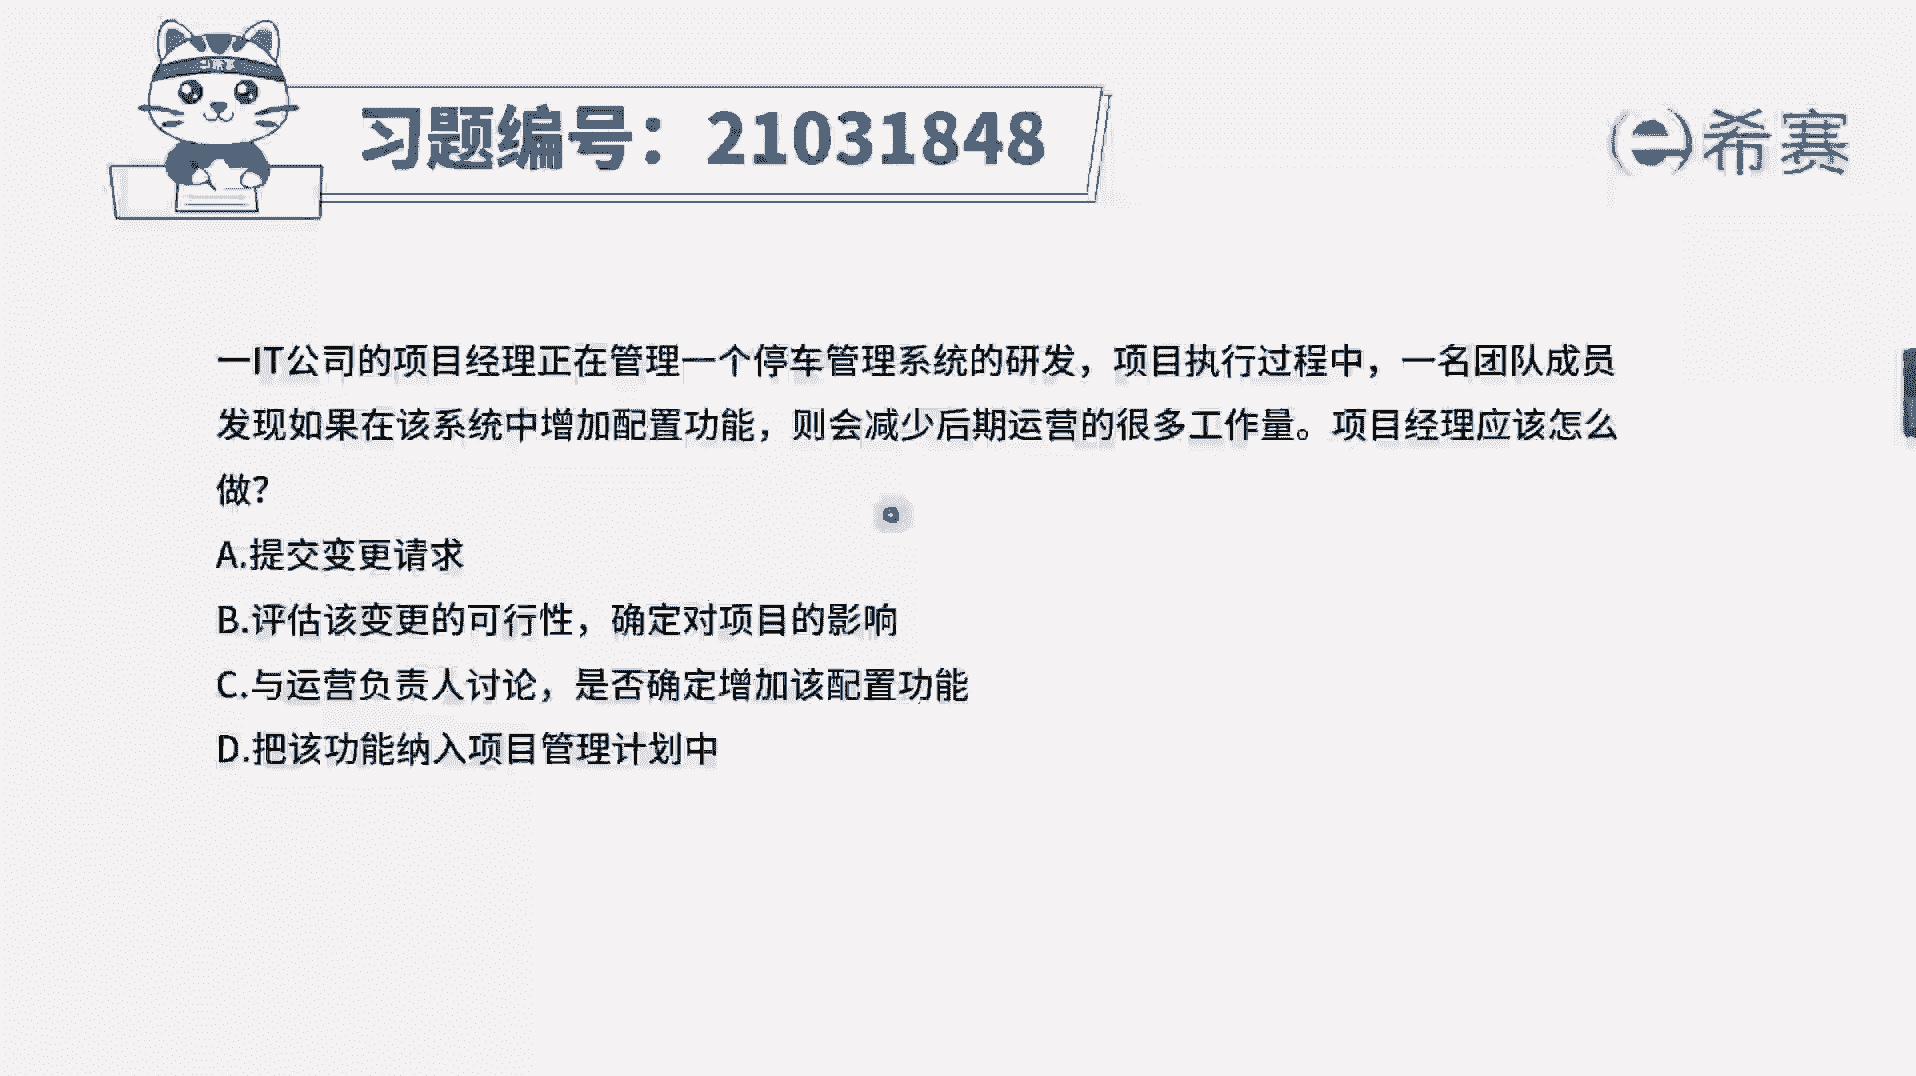 习题编号：21031848
希赛
一IT公司的项目经理正在管理一个停车管理系统的研发，项目执行过程中，一名团队成员
发现如果在该系统中增加配置功能，则会减少后期运营的很多工作量。项目经理应该怎么
做？
A.提交变更请求
B.评估该变更的可行性，确定对项目的影响
C.与运营负责人讨论，是否确定增加该配置功能
D.把该功能纳入项目管理计划中